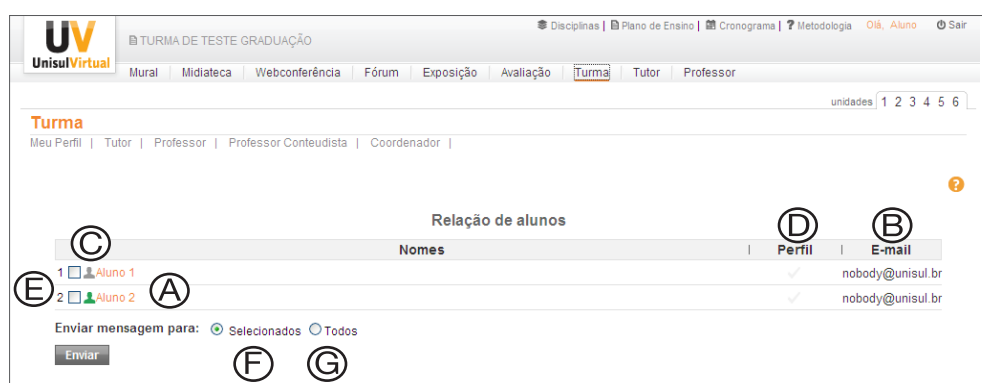 UV
UnisulVirtual
TURMA DE TESTE GRADUAÇÃO
Disciplinas | Plano de Ensino | Cronograma | ? Metodologia Olá, Aluno Sair
Mural | Midiateca | Webconferência | Fórum | Exposição | Avaliação | Turma | Tutor | Professor
unidades 1 2 3 4 5 6
Turma
Meu Perfil | Tutor | Professor | Professor Conteudista | Coordenador |
?
Relação de alunos
C D B
Nomes | Perfil | E-mail
1 Aluno 1 nobody@unisul.br
E 2 Aluno 2 A nobody@unisul.br
Enviar mensagem para: Selecionados Todos
Enviar
F G